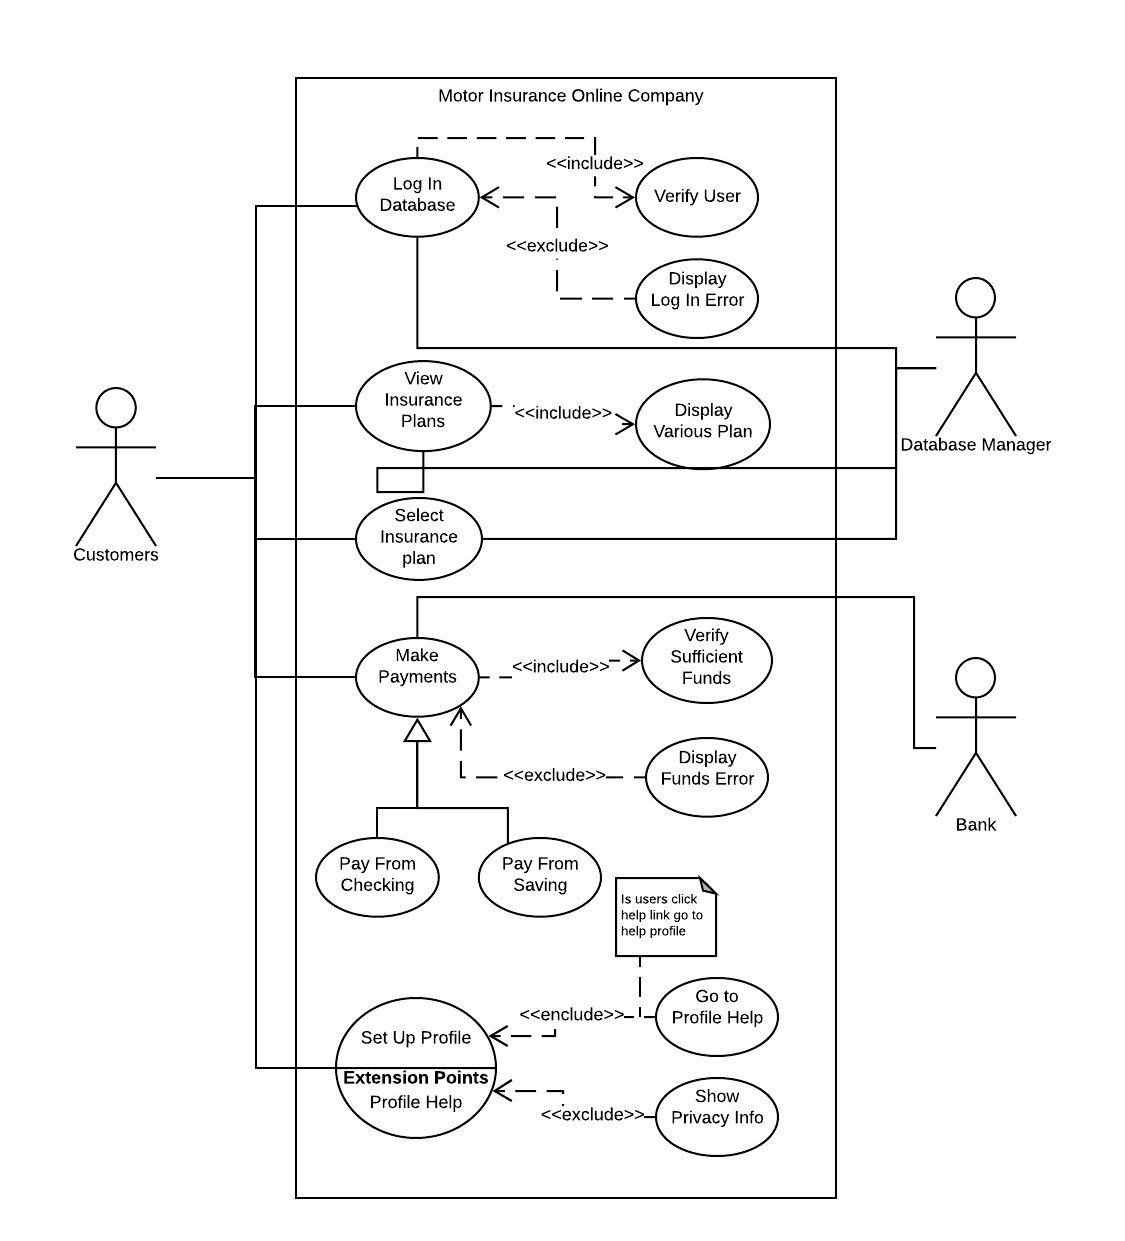 Motor Insurance Online Company
Log In
Database
<<include>>
Verify User
<<exclude>>
Display
Log In Error
View
Insurance
Plans
<<include>>
Display
Various Plan
Database Manager
Customers
Select
Insurance
plan
Make
Payments
<<include>>
Verify
Sufficient
Funds
<<exclude>>
Display
Funds Error
Bank
Pay From
Checking
Pay From
Saving
Is users click
help link go to
help profile
Set Up Profile
Extension Points
Profile Help
<<enclude>>
Go to
Profile Help
<<exclude>>
Show
Privacy Info